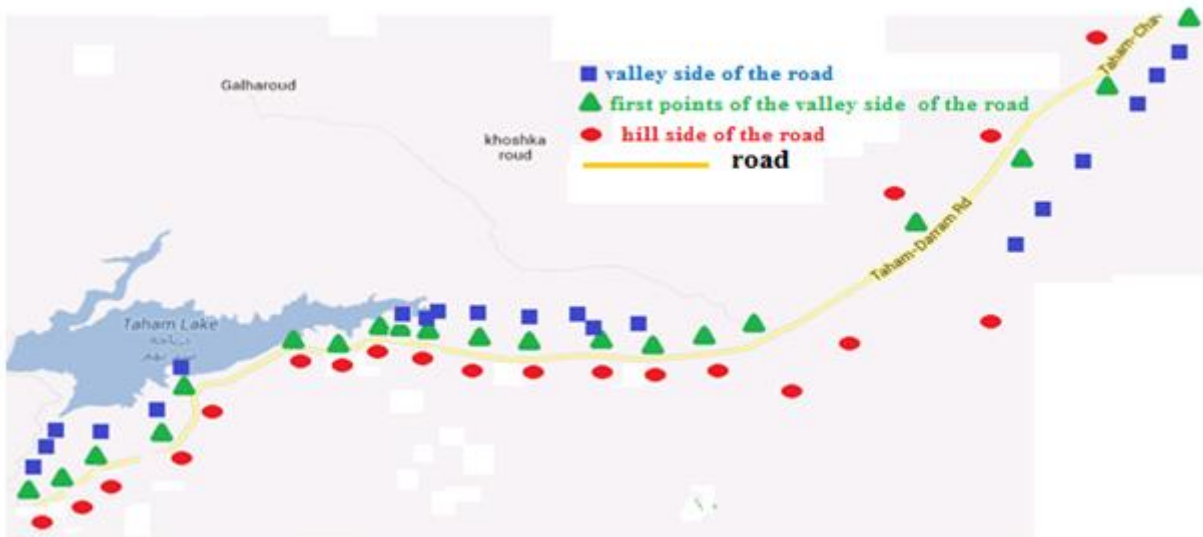 Taham-Cha
valley side of the road
Galharoud
first points of the valley side of the road
hill side of the road
khoshka
roud
road
Taham-Darram Rd
Taham Lake
دریاچه